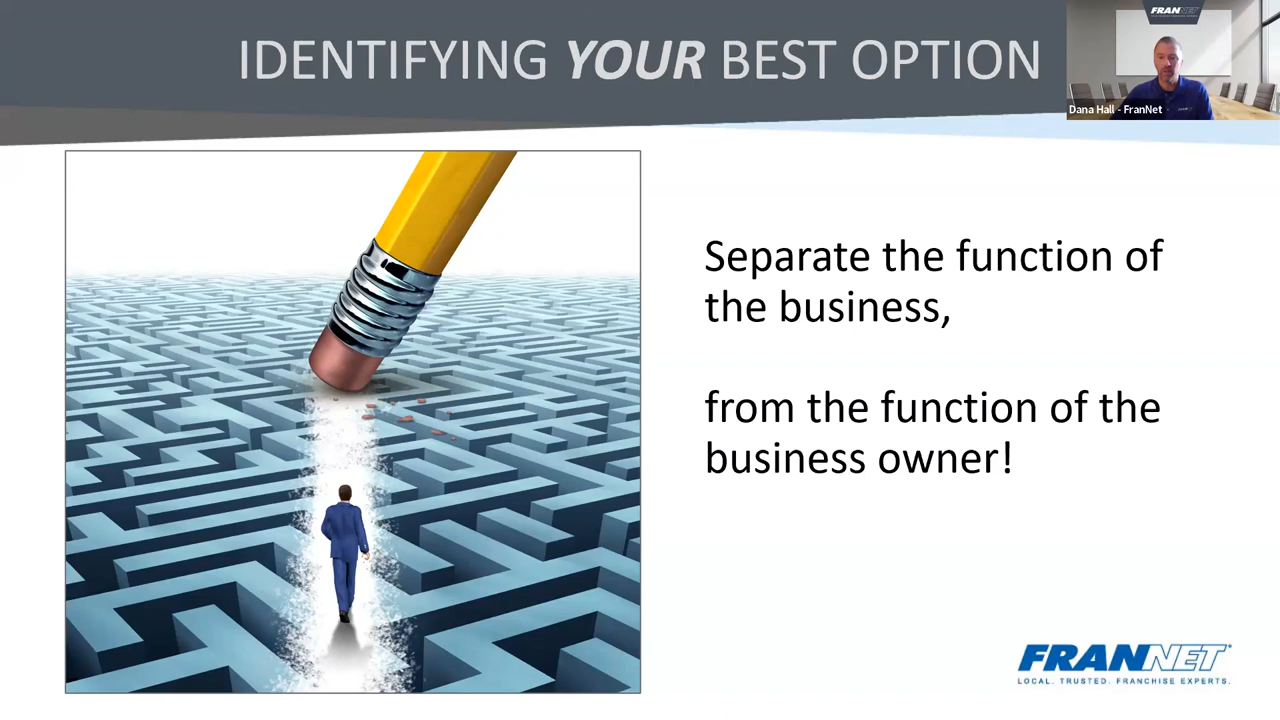 IDENTIFYING YOUR BEST OPTION
FRANNET
Dana Hall - FranNet
Separate the function of
the business,
from the function of the
business owner!
FRANNET
LOCAL. TRUSTED. FRANCHISE EXPERTS.